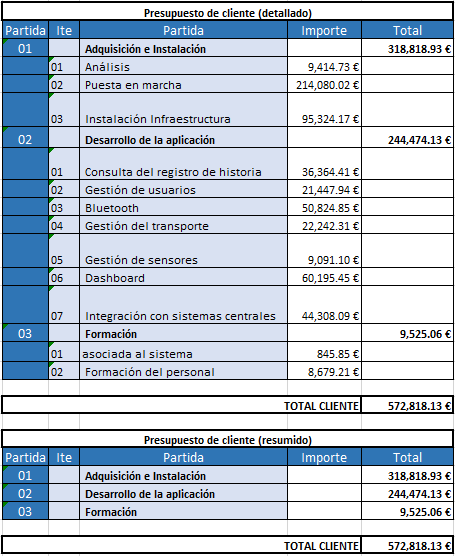 Presupuesto de cliente (detallado)
Partida Ite Partida Importe Total
01 Adquisición e Instalación 318,818.93 €
01 Análisis 9,414.73 €
02 Puesta en marcha 214,080.02 €
03 Instalación Infraestructura 95,324.17 €
02 Desarrollo de la aplicación 244,474.13 €
01 Consulta del registro de historia 36,364.41 €
02 Gestión de usuarios 21,447.94 €
03 Bluetooth 50,824.85 €
04 Gestión del transporte 22,242.31 €
05 Gestión de sensores 9,091.10 €
06 Dashboard 60,195.45 €
07 Integración con sistemas centrales 44,308.09 €
03 Formación 9,525.06 €
01 asociada al sistema 845.85 €
02 Formación del personal 8,679.21 €
TOTAL CLIENTE 572,818.13 €
Presupuesto de cliente (resumido)
Partida Ite Partida Importe Total
01 Adquisición e Instalación 318,818.93 €
02 Desarrollo de la aplicación 244,474.13 €
03 Formación 9,525.06 €
TOTAL CLIENTE 572,818.13 €